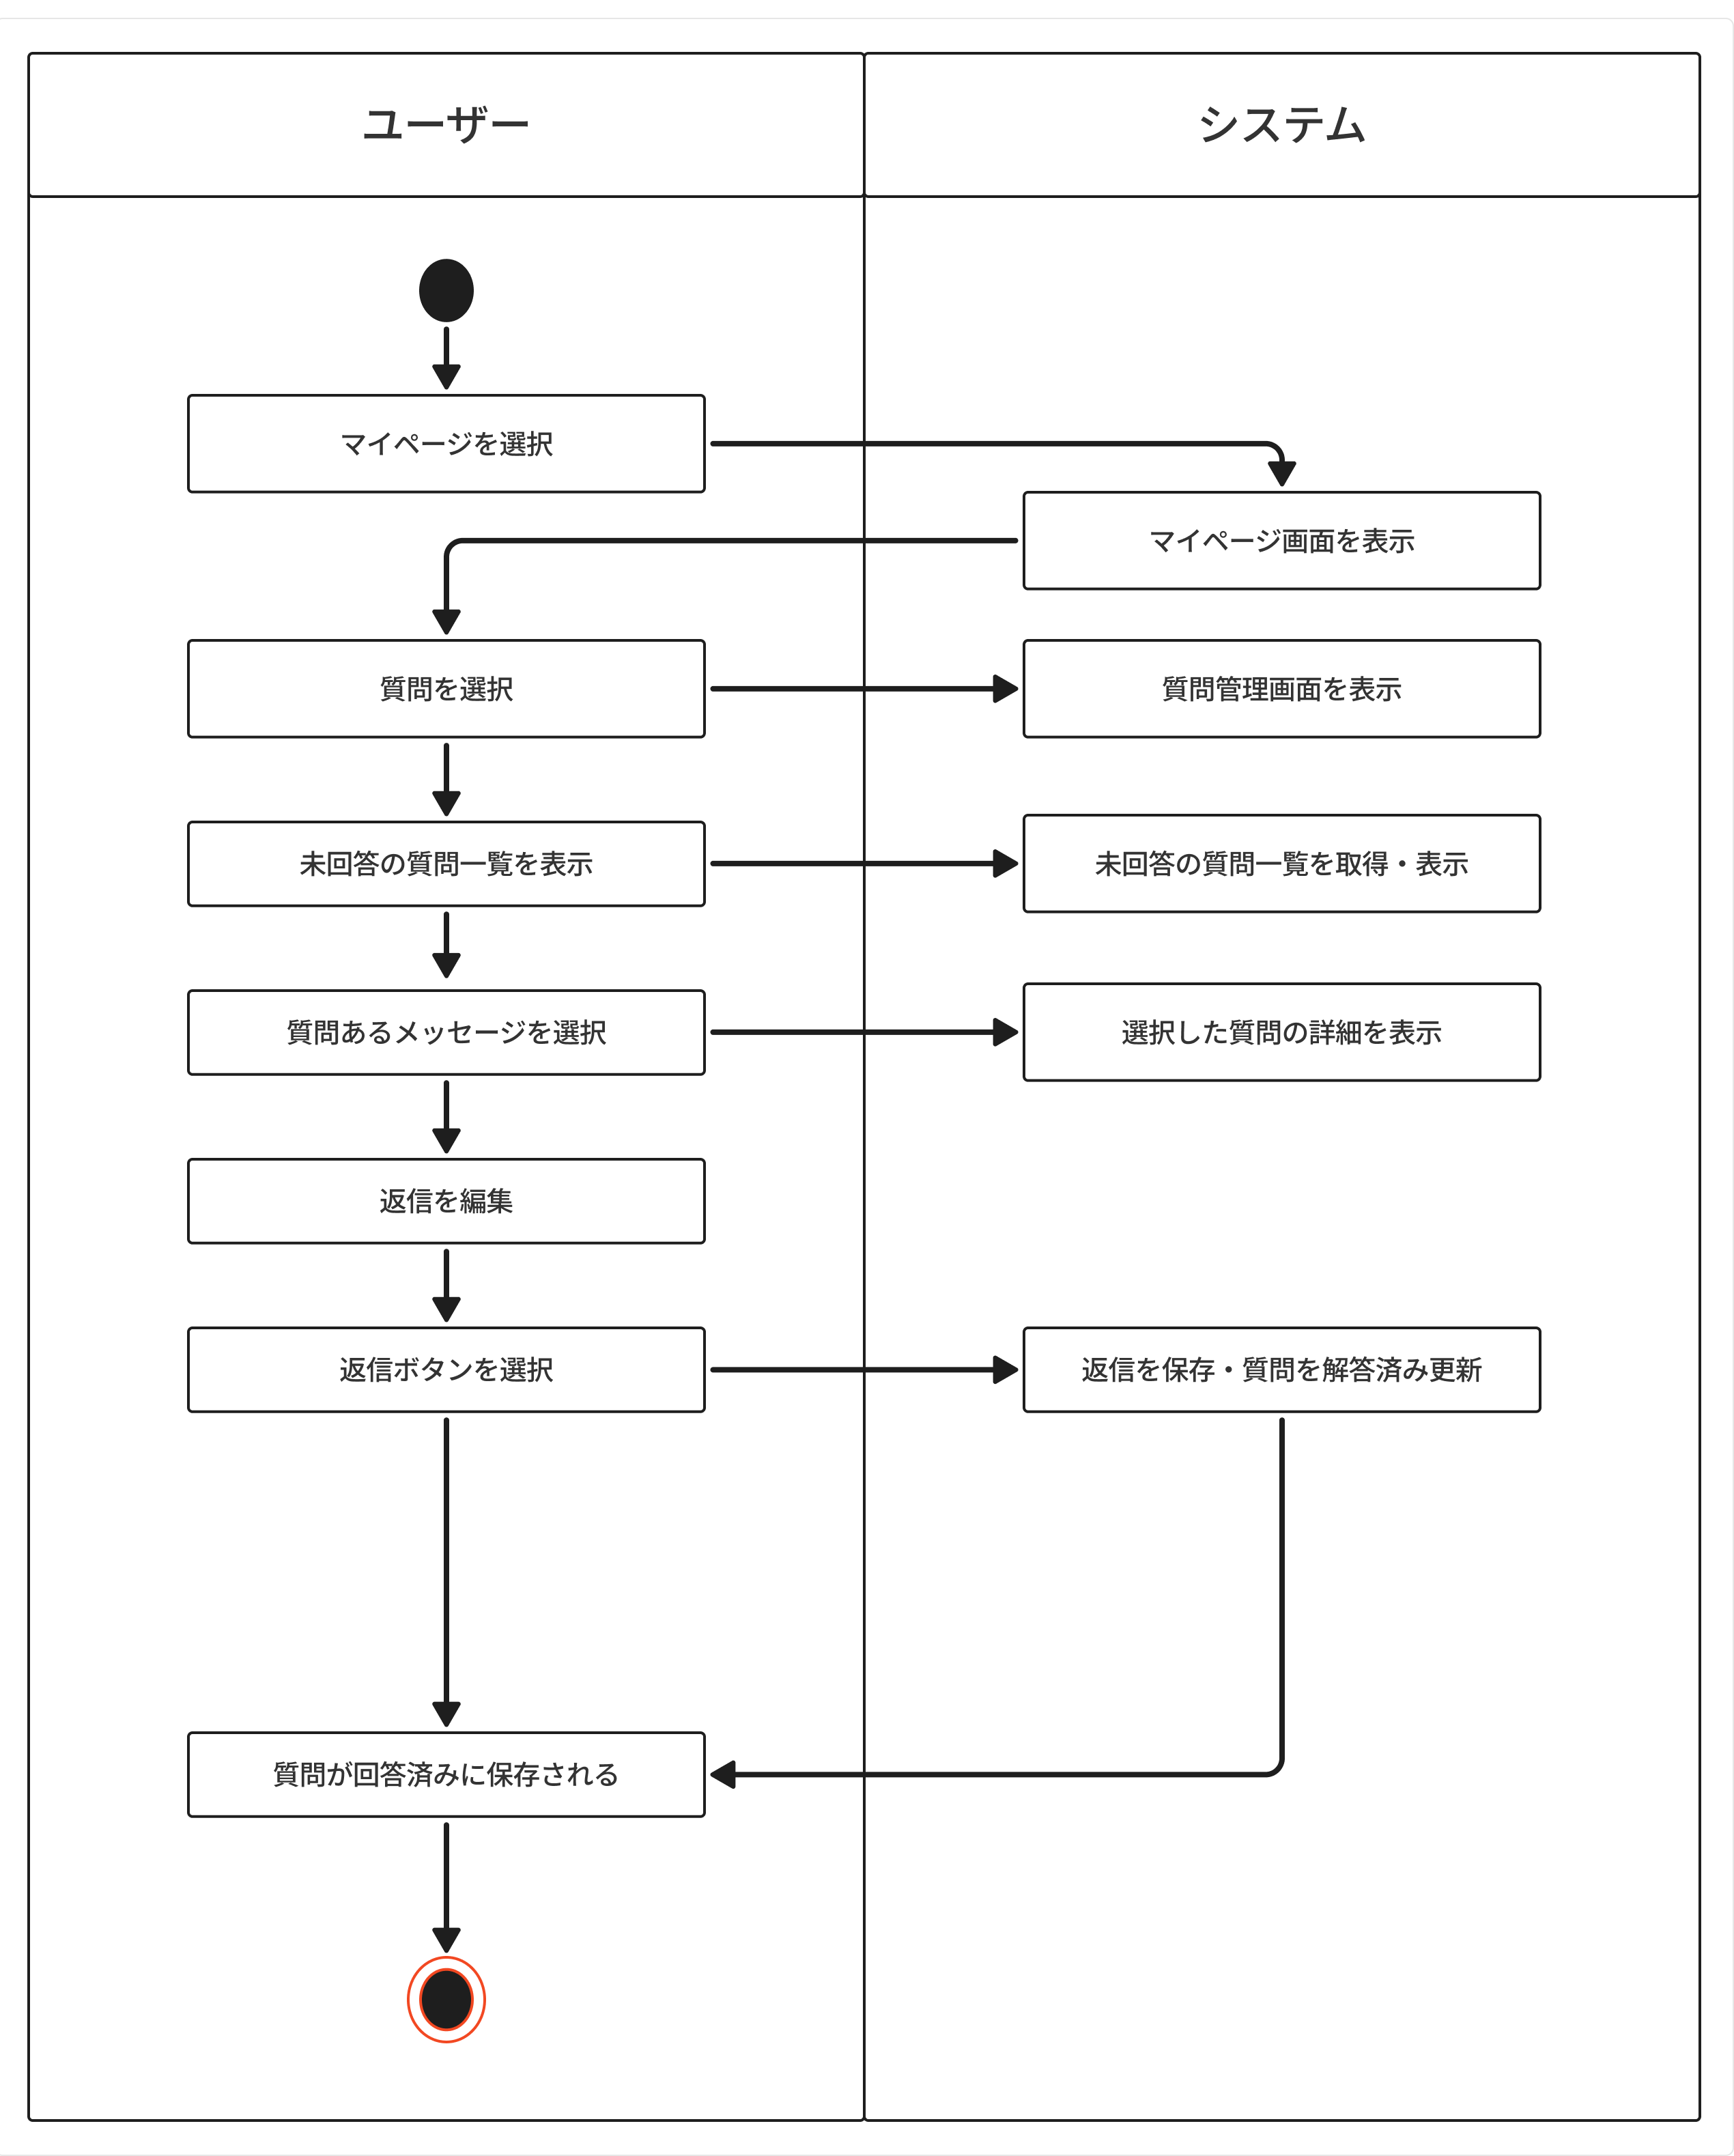 ユーザー
システム
マイページを選択
マイページ画面を表示
質問を選択
質問管理画面を表示
未回答の質問一覧を表示
未回答の質問一覧を取得・表示
質問あるメッセージを選択
選択した質問の詳細を表示
返信を編集
返信ボタンを選択
返信を保存・質問を解答済み更新
質問が回答済みに保存される